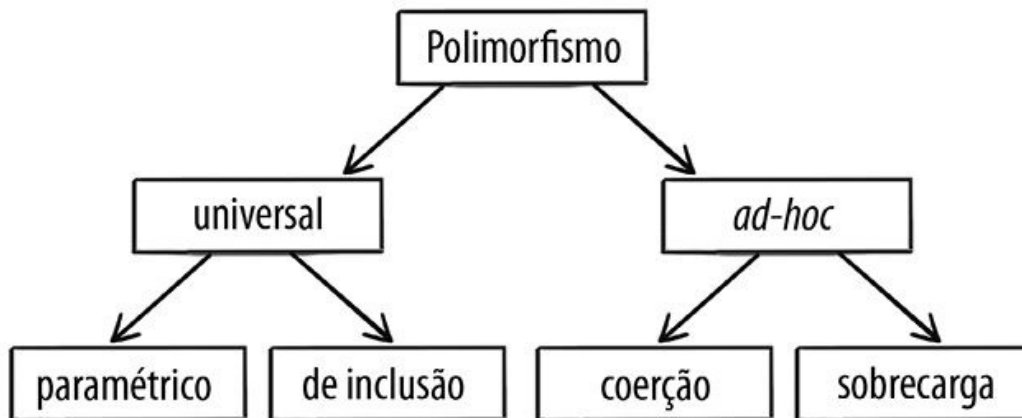 Polimorfismo
universal
ad-hoc
paramétrico
de inclusão
coerção
sobrecarga